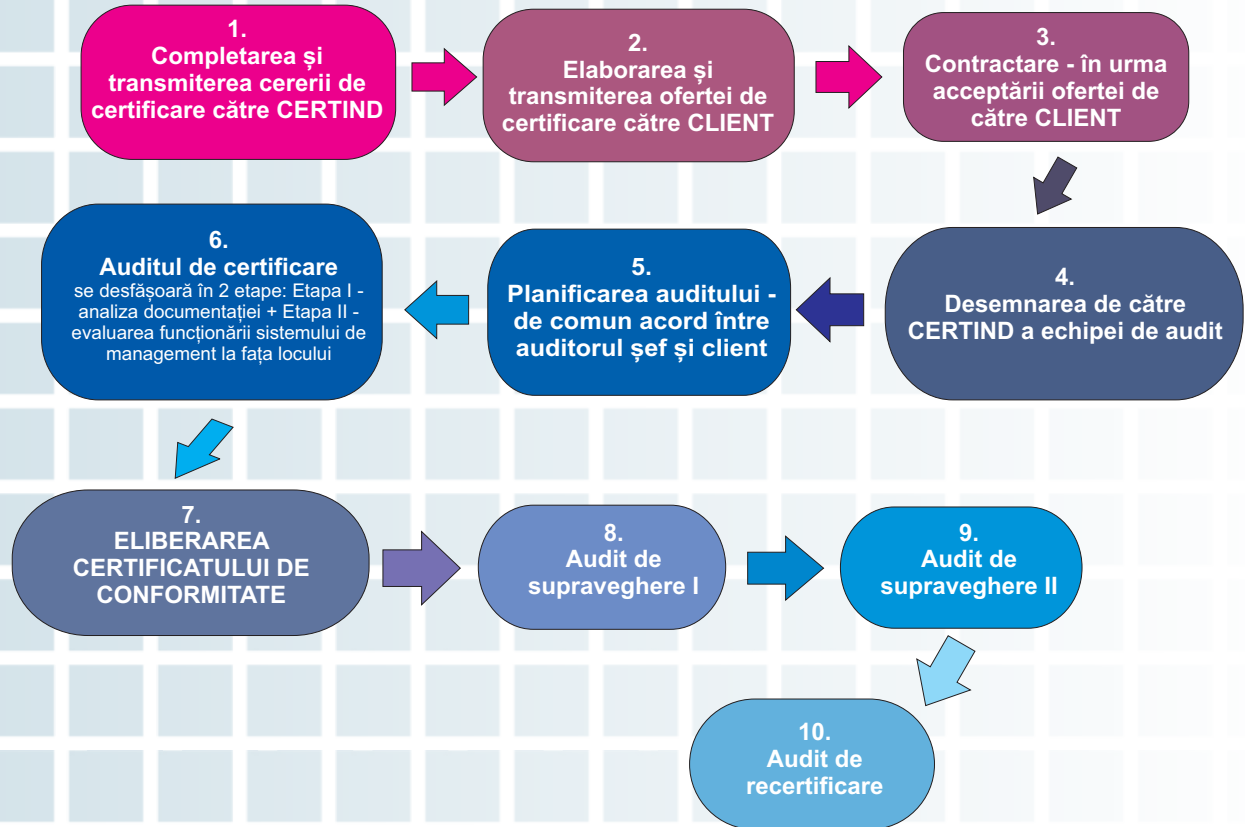 1.
Completarea și
transmiterea cererii de
certificare către CERTIND
2.
Elaborarea și
transmiterea ofertei de
certificare către CLIENT
3.
Contractare - în urma
acceptării ofertei de
către CLIENT
4.
Desemnarea de către
CERTIND a echipei de audit
5.
Planificarea auditului -
de comun acord între
auditorul șef și client
6.
Auditul de certificare
se desfășoară în 2 etape: Etapa I -
analiza documentației + Etapa II -
evaluarea funcționării sistemului de
management la fața locului
7.
ELIBERAREA
CERTIFICATULUI DE
CONFORMITATE
8.
Audit de
supraveghere I
9.
Audit de
supraveghere II
10.
Audit de
recertificare